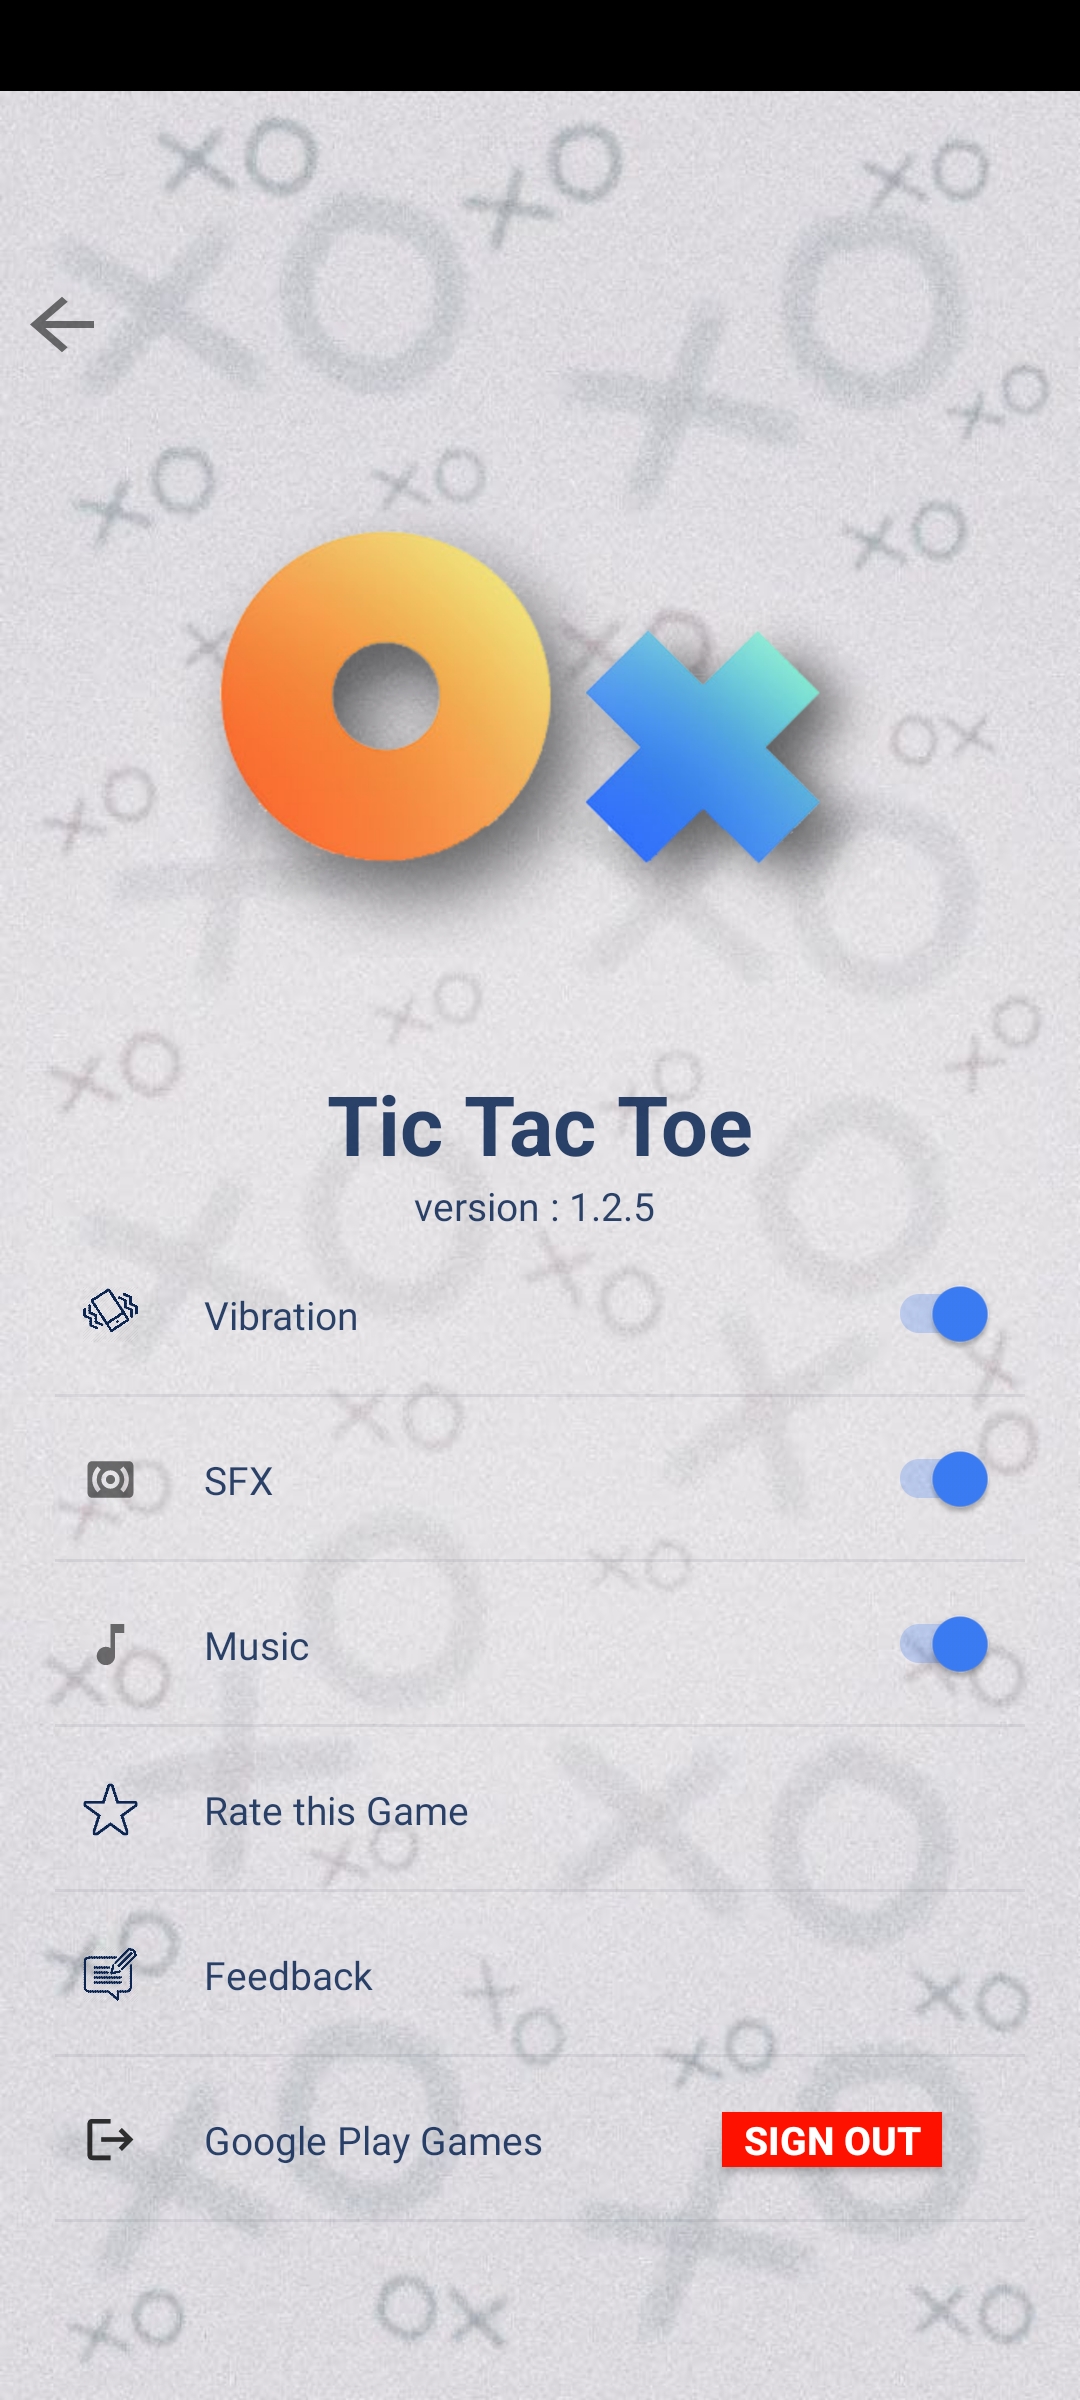 Tic Tac Toe
version : 1.2.5
Vibration
SFX
Music
Rate this Game
Feedback
Google Play Games SIGN OUT